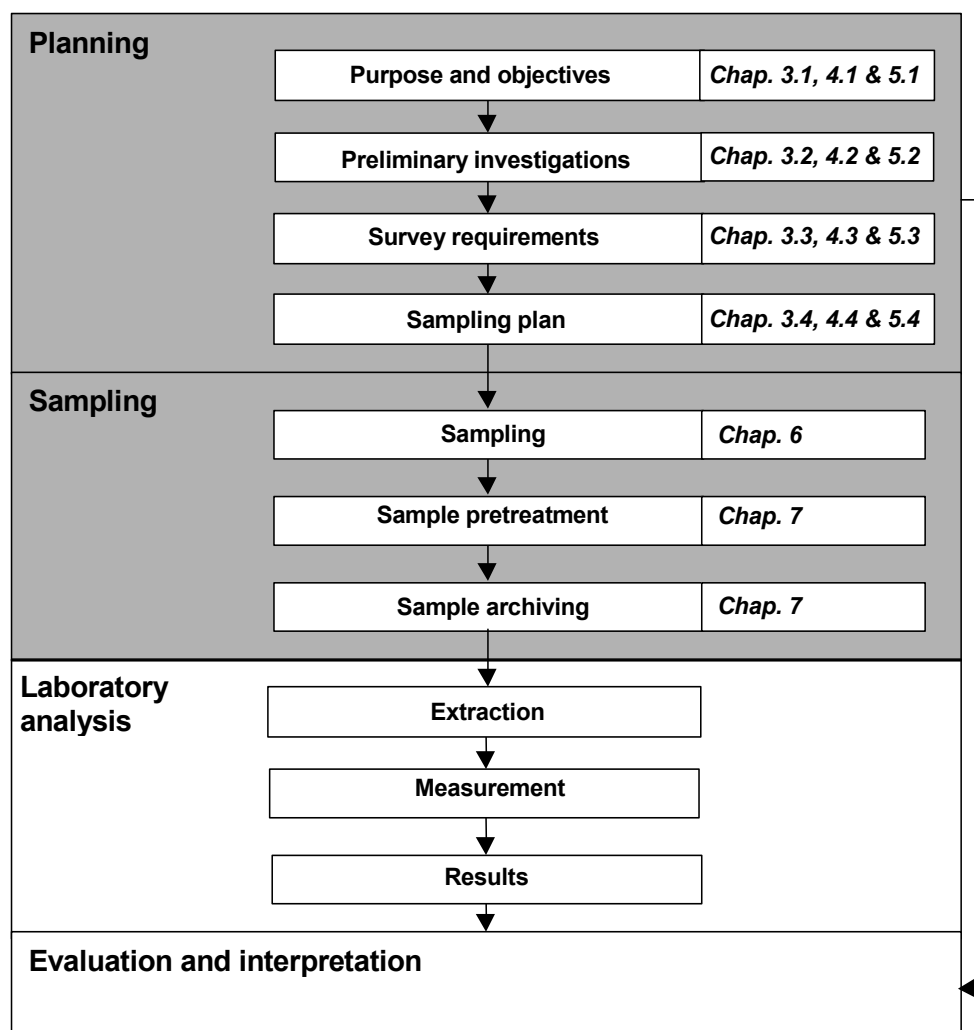 Planning
Purpose and objectives
Chap. 3.1, 4.1 & 5.1
Preliminary investigations
Chap. 3.2, 4.2 & 5.2
Survey requirements
Chap. 3.3, 4.3 & 5.3
Sampling plan
Chap. 3.4, 4.4 & 5.4
Sampling
Sampling
Chap. 6
Sample pretreatment
Chap. 7
Sample archiving
Chap. 7
Laboratory
analysis
Extraction
Measurement
Results
Evaluation and interpretation